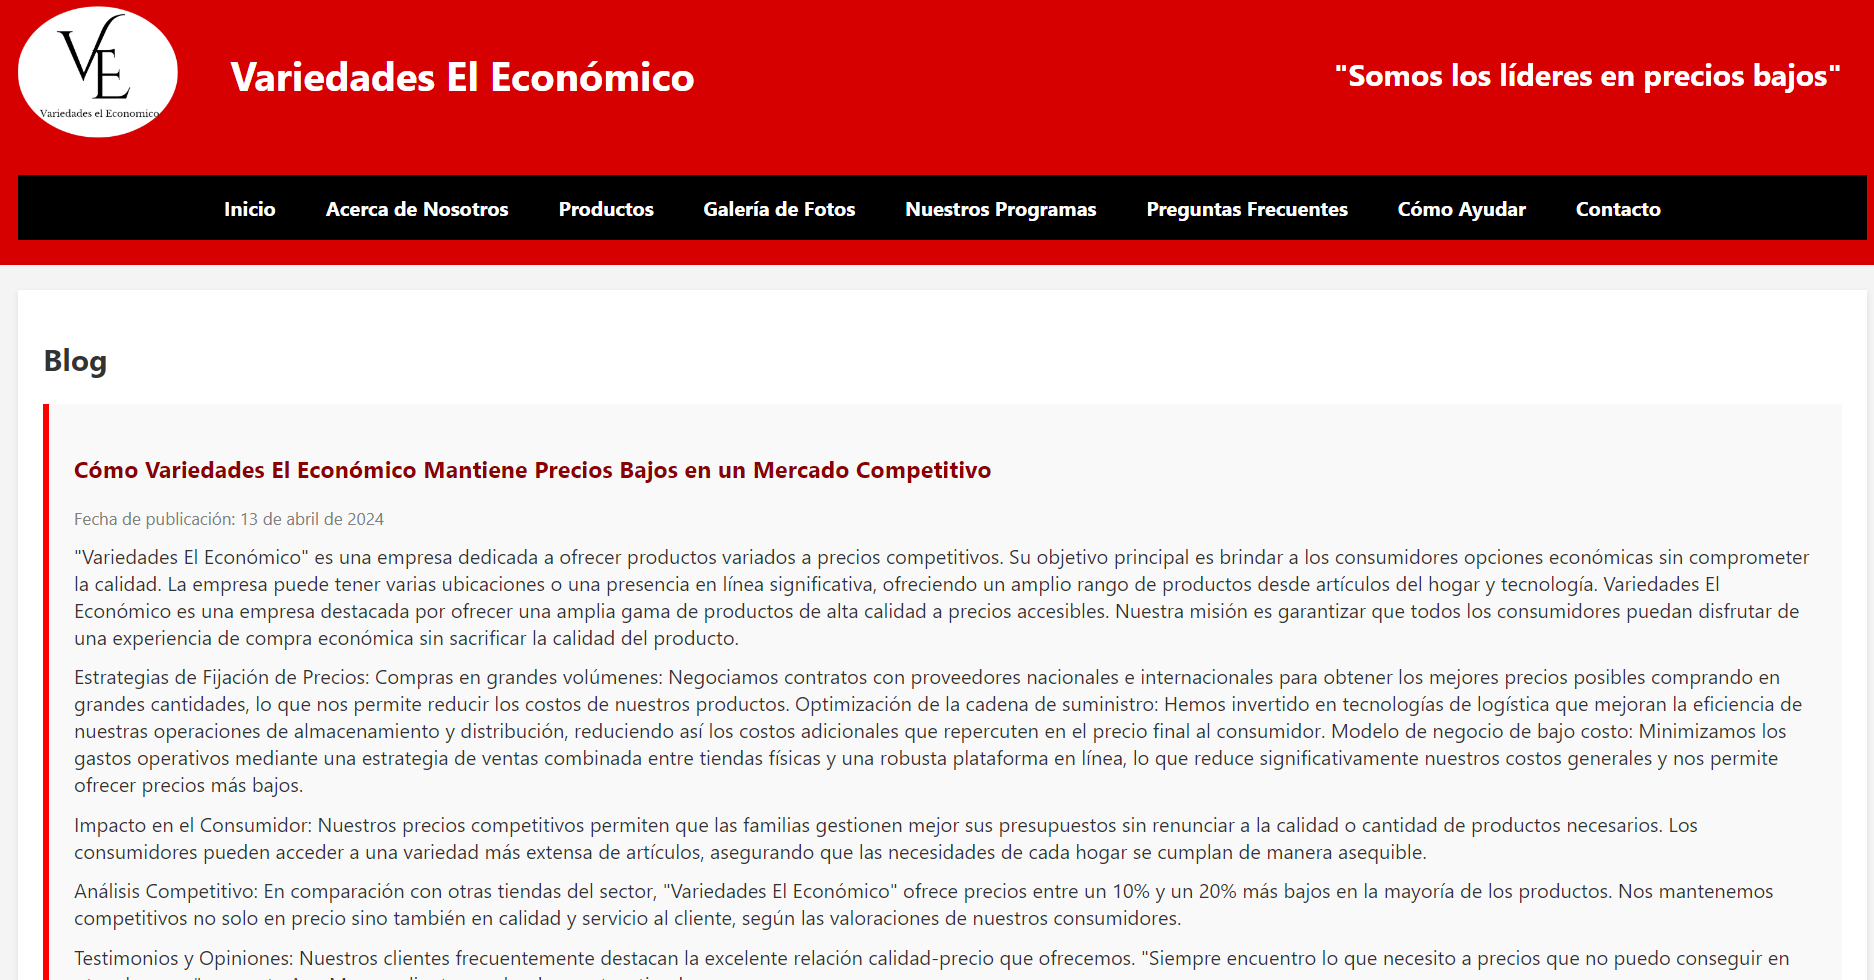 VE
Variedades el Economico
Variedades El Económico
"Somos los líderes en precios bajos"
Inicio Acerca de Nosotros Productos Galería de Fotos Nuestros Programas Preguntas Frecuentes Cómo Ayudar Contacto
Blog
Cómo Variedades El Económico Mantiene Precios Bajos en un Mercado Competitivo
Fecha de publicación: 13 de abril de 2024
"Variedades El Económico" es una empresa dedicada a ofrecer productos variados a precios competitivos. Su objetivo principal es brindar a los consumidores opciones económicas sin comprometer
la calidad. La empresa puede tener varias ubicaciones o una presencia en línea significativa, ofreciendo un amplio rango de productos desde artículos del hogar y tecnología. Variedades El
Económico es una empresa destacada por ofrecer una amplia gama de productos de alta calidad a precios accesibles. Nuestra misión es garantizar que todos los consumidores puedan disfrutar de
una experiencia de compra económica sin sacrificar la calidad del producto.
Estrategias de Fijación de Precios: Compras en grandes volúmenes: Negociamos contratos con proveedores nacionales e internacionales para obtener los mejores precios posibles comprando en
grandes cantidades, lo que nos permite reducir los costos de nuestros productos. Optimización de la cadena de suministro: Hemos invertido en tecnologías de logística que mejoran la eficiencia de
nuestras operaciones de almacenamiento y distribución, reduciendo así los costos adicionales que repercuten en el precio final al consumidor. Modelo de negocio de bajo costo: Minimizamos los
gastos operativos mediante una estrategia de ventas combinada entre tiendas físicas y una robusta plataforma en línea, lo que reduce significativamente nuestros costos generales y nos permite
ofrecer precios más bajos.
Impacto en el Consumidor: Nuestros precios competitivos permiten que las familias gestionen mejor sus presupuestos sin renunciar a la calidad o cantidad de productos necesarios. Los
consumidores pueden acceder a una variedad más extensa de artículos, asegurando que las necesidades de cada hogar se cumplan de manera asequible.
Análisis Competitivo: En comparación con otras tiendas del sector, "Variedades El Económico" ofrece precios entre un 10% y un 20% más bajos en la mayoría de los productos. Nos mantenemos
competitivos no solo en precio sino también en calidad y servicio al cliente, según las valoraciones de nuestros consumidores.
Testimonios y Opiniones: Nuestros clientes frecuentemente destacan la excelente relación calidad-precio que ofrecemos. "Siempre encuentro lo que necesito a precios que no puedo conseguir en